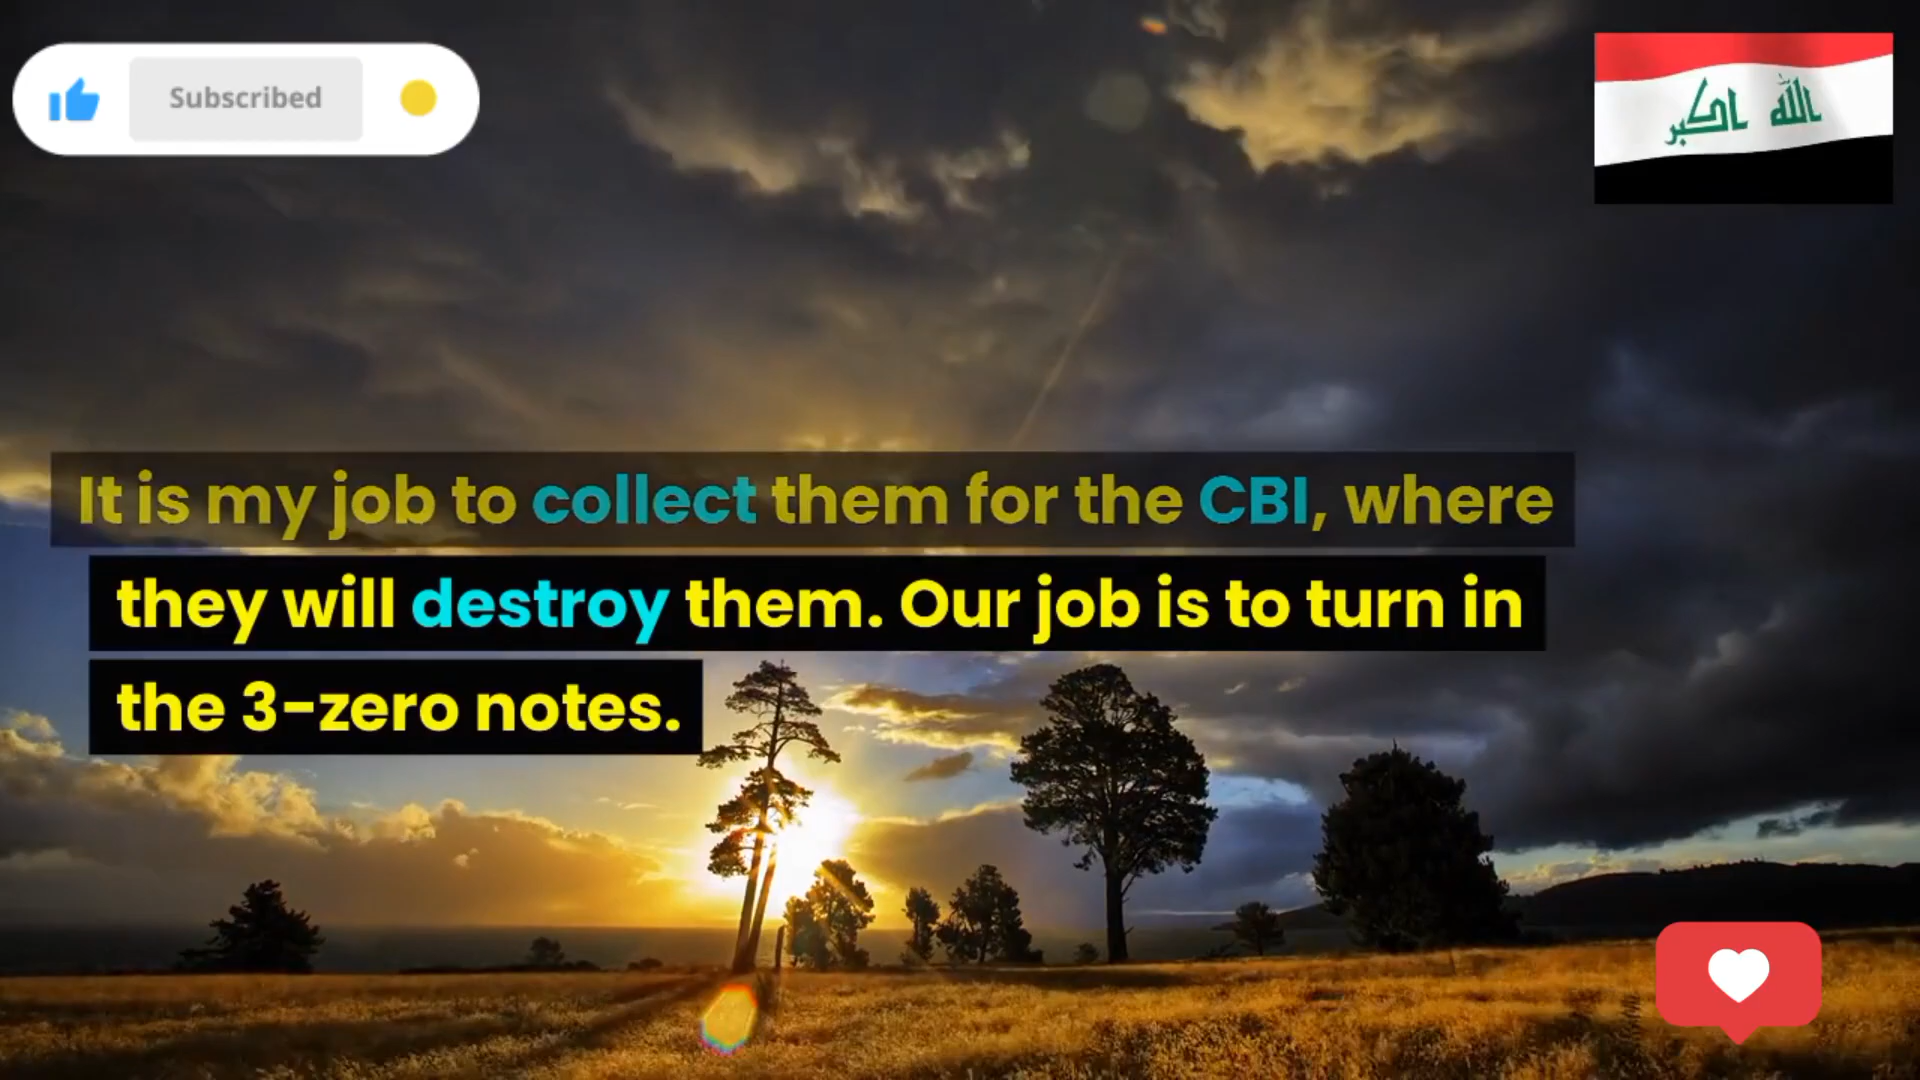 Subscribed
الله اكبر
It is my job to collect them for the CBI, where
they will destroy them. Our job is to turn in
the 3-zero notes.